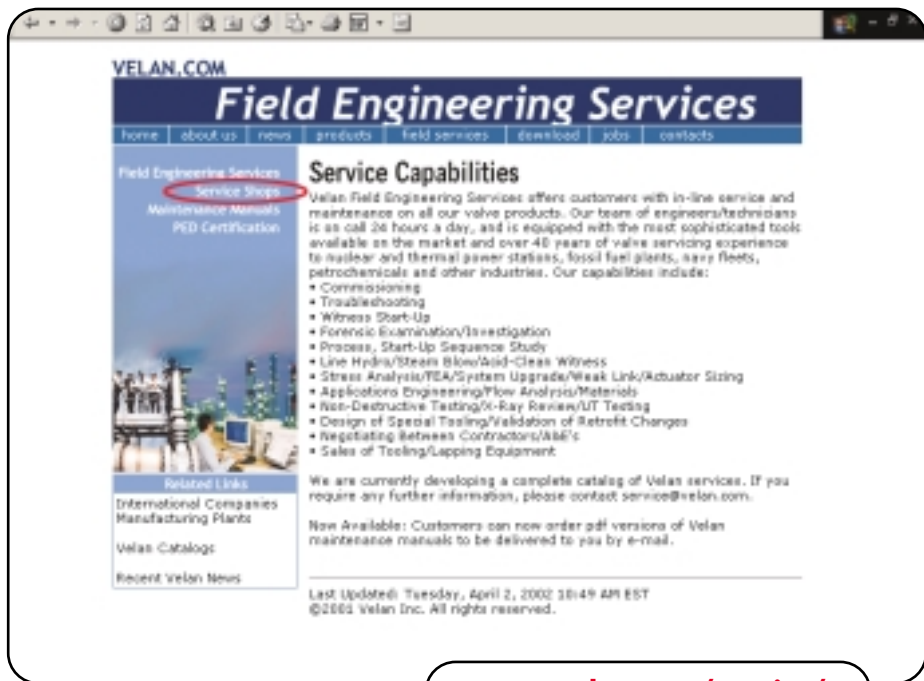 VELAN.COM
Field Engineering Services
home about us news products field services download jobs contacts
Field Engineering Services
Service Shops
Maintenance Manuals
PED Certification
Service Capabilities
Velan Field Engineering Services offers customers with in-line service and
maintenance on all our valve products. Our team of engineers/technicians
is on call 24 hours a day, and is equipped with the most sophisticated tools
available on the market and over 40 years of valve servicing experience
to nuclear and thermal power stations, fossil fuel plants, navy fleets,
petrochemicals and other industries. Our capabilities include:
• Commissioning
• Troubleshooting
• Witness Start-Up
• Forensic Examination/Investigation
• Process, Start-Up Sequence Study
• Line Hydro/Steam Blow/Acid-Clean Witness
• Stress Analysis/FEA/System Upgrade/Weak Link/Actuator Sizing
• Applications Engineering/Flow Analysis/Materials
• Non-Destructive Testing/X-Ray Review/UT Testing
• Design of Special Tooling/Validation of Retrofit Changes
• Negotiating Between Contractors/A&E's
• Sales of Tooling/Lapping Equipment
We are currently developing a complete catalog of Velan services. If you
require any further information, please contact service@velan.com.
Now Available: Customers can now order pdf versions of Velan
maintenance manuals to be delivered to you by e-mail.
Last Updated: Tuesday, April 2, 2002 10:49 AM EST
©2001 Velan Inc. All rights reserved.
Related Links
International Companies
Manufacturing Plants
Velan Catalogs
Recent Velan News